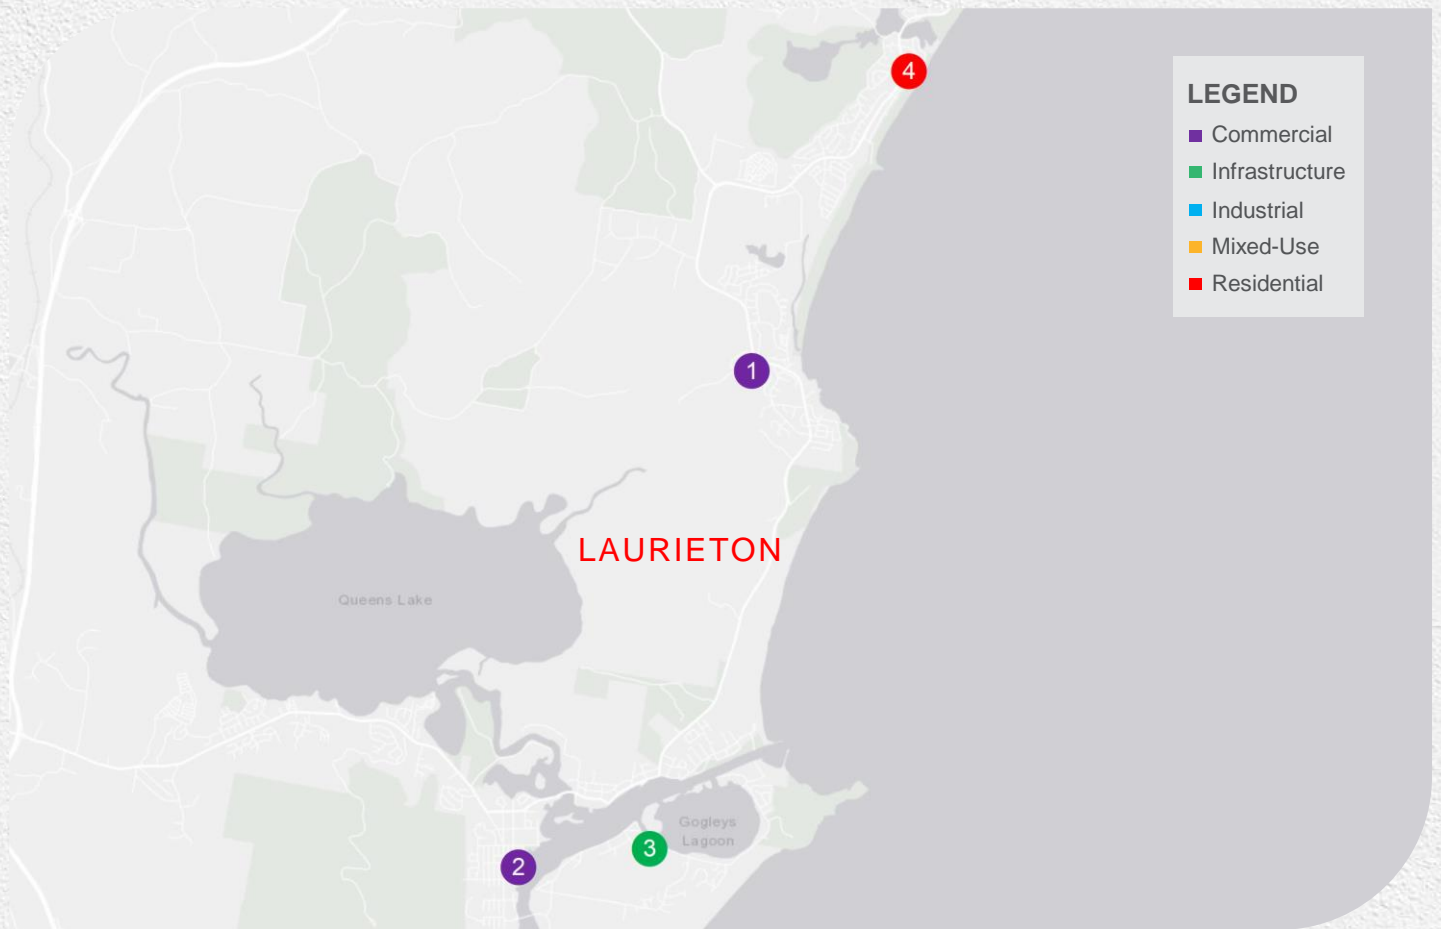 4
LEGEND
Commercial
Infrastructure
Industrial
Mixed-Use
Residential
1
LAURIETON
Queens Lake
Gogleys
Lagoon
3
2